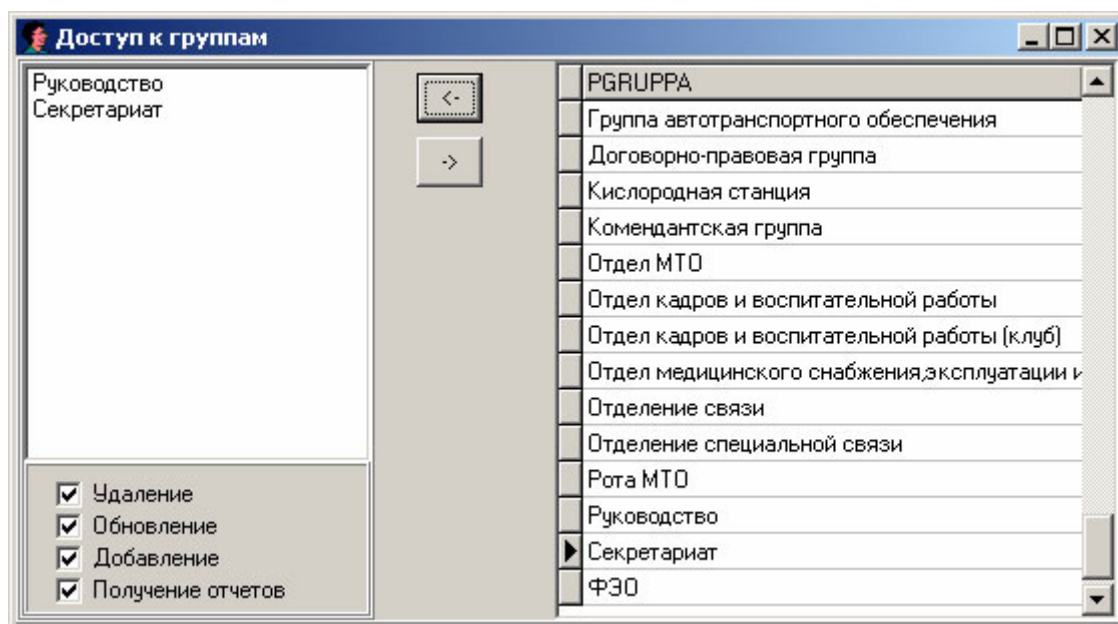 Доступ к группам
Руководство
Секретариат
<-
->
Удаление
Обновление
Добавление
Получение отчетов
PGRUPPA
Группа автотранспортного обеспечения
Договорно-правовая группа
Кислородная станция
Комендантская группа
Отдел МТО
Отдел кадров и воспитательной работы
Отдел кадров и воспитательной работы (клуб)
Отдел медицинского снабжения,эксплуатации и
Отделение связи
Отделение специальной связи
Рота МТО
Руководство
Секретариат
ФЭО